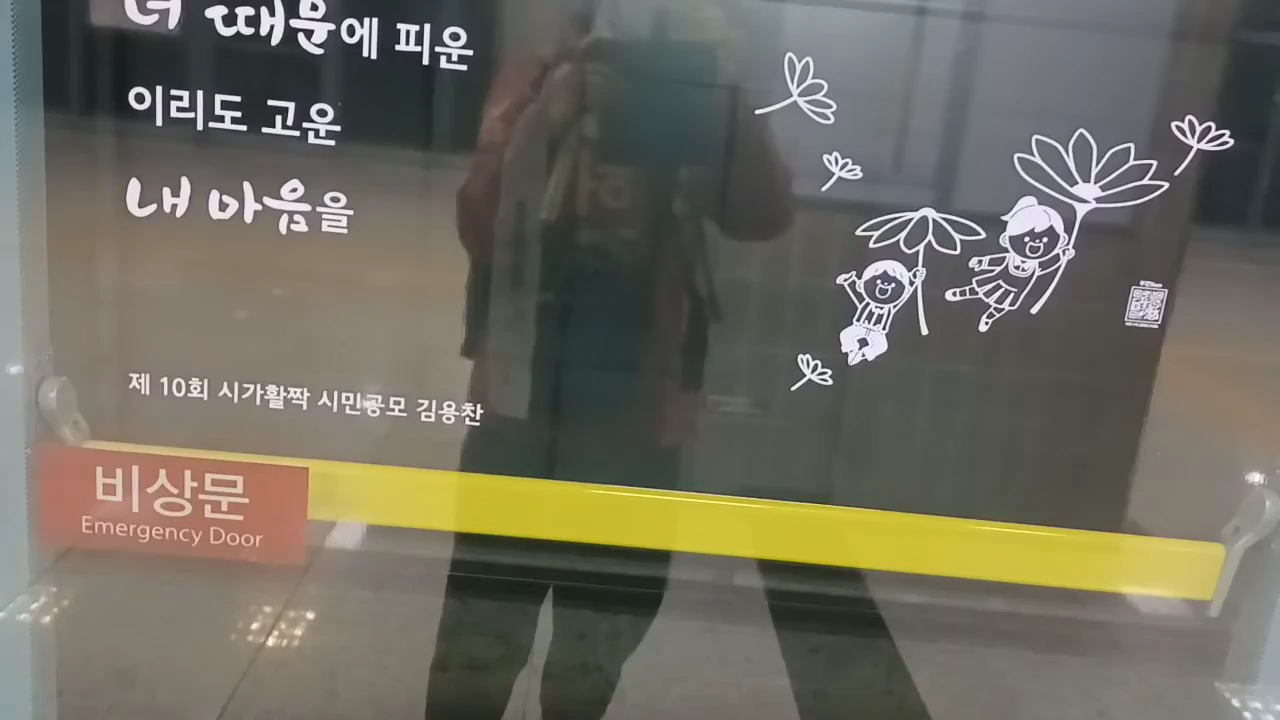 너 때문에 피운
이리도 고운
내 마음을
제 10회 시가활짝 시민공모 김용찬
비상문
Emergency Door